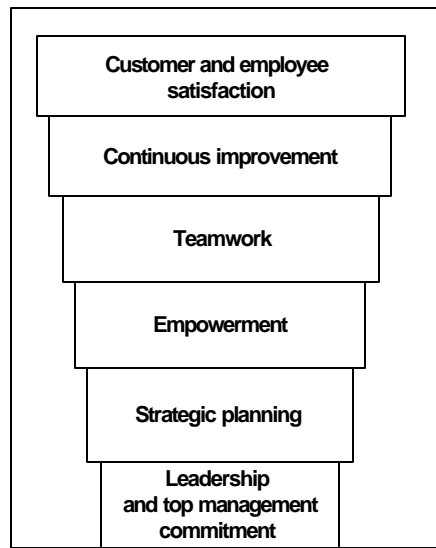 Customer and employee
satisfaction
Continuous improvement
Teamwork
Empowerment
Strategic planning
Leadership
and top management
commitment